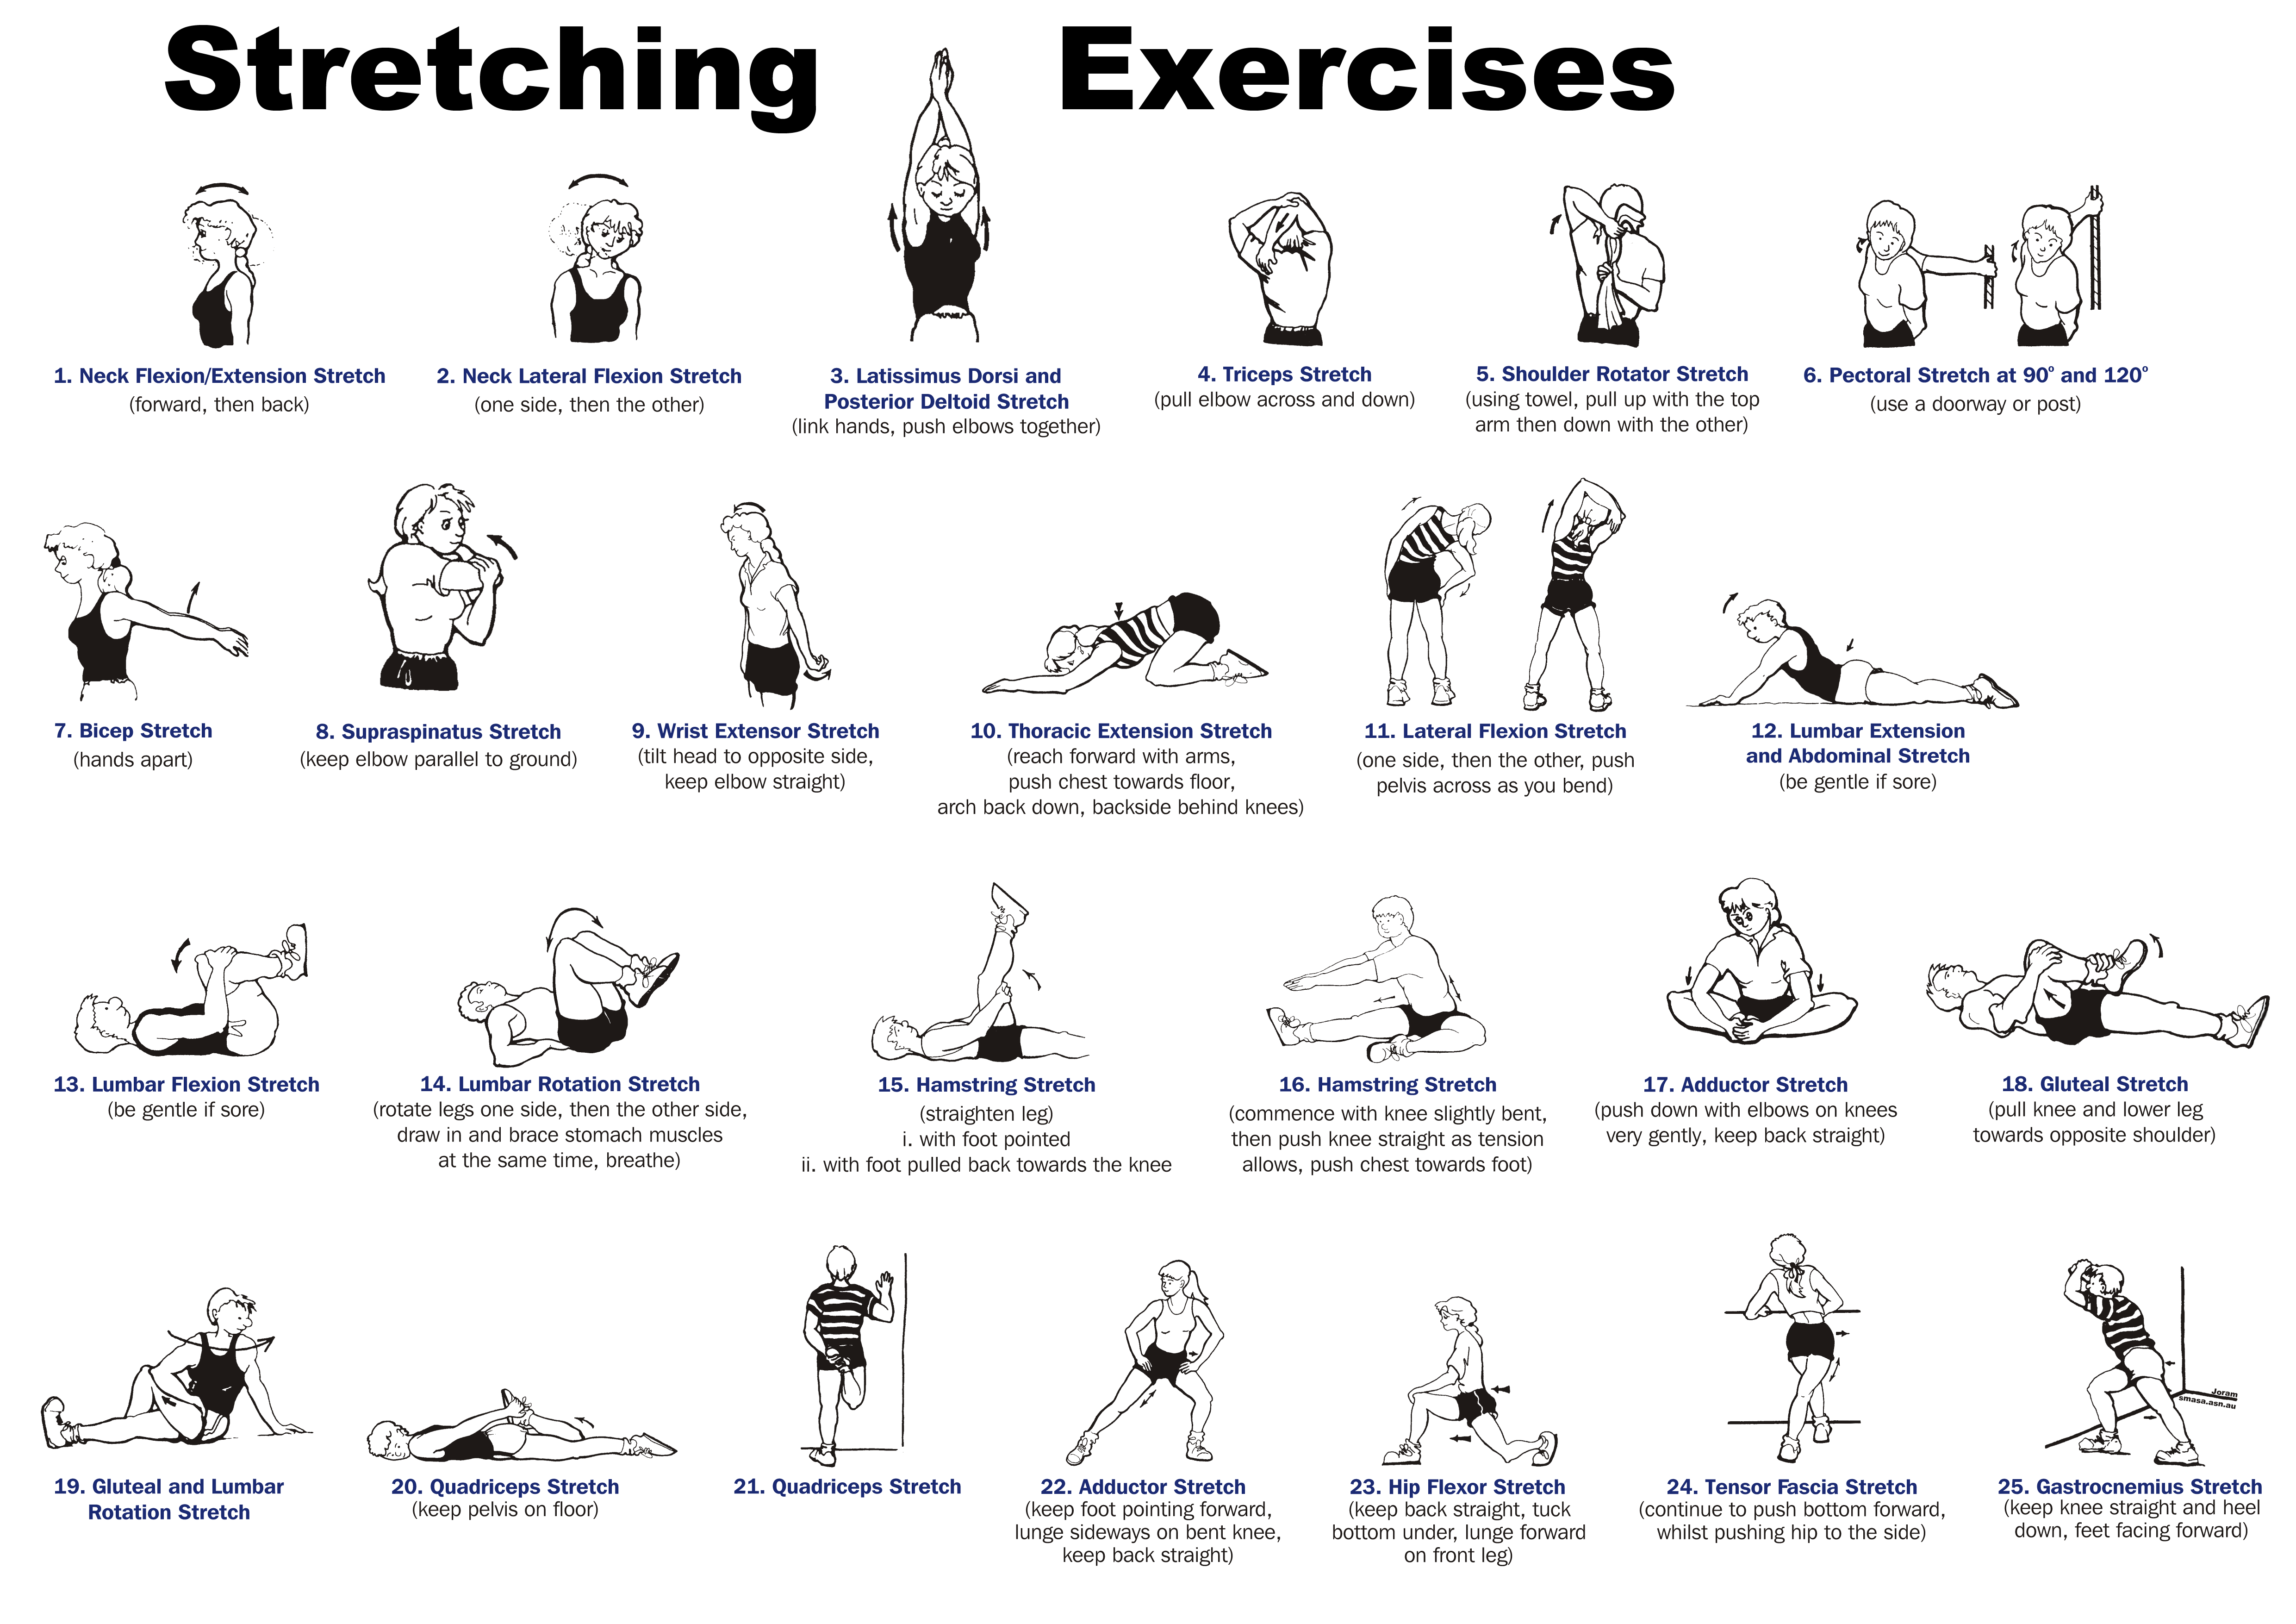 Stretching Exercises
1. Neck Flexion/Extension Stretch
(forward, then back)
2. Neck Lateral Flexion Stretch
(one side, then the other)
3. Latissimus Dorsi and
Posterior Deltoid Stretch
(link hands, push elbows together)
4. Triceps Stretch
(pull elbow across and down)
5. Shoulder Rotator Stretch
(using towel, pull up with the top
arm then down with the other)
6. Pectoral Stretch at 90º and 120º
(use a doorway or post)
7. Bicep Stretch
(hands apart)
8. Supraspinatus Stretch
(keep elbow parallel to ground)
9. Wrist Extensor Stretch
(tilt head to opposite side,
keep elbow straight)
10. Thoracic Extension Stretch
(reach forward with arms,
push chest towards floor,
arch back down, backside behind knees)
11. Lateral Flexion Stretch
(one side, then the other, push
pelvis across as you bend)
12. Lumbar Extension
and Abdominal Stretch
(be gentle if sore)
13. Lumbar Flexion Stretch
(be gentle if sore)
14. Lumbar Rotation Stretch
(rotate legs one side, then the other side,
draw in and brace stomach muscles
at the same time, breathe)
15. Hamstring Stretch
(straighten leg)
i. with foot pointed
ii. with foot pulled back towards the knee
16. Hamstring Stretch
(commence with knee slightly bent,
then push knee straight as tension
allows, push chest towards foot)
17. Adductor Stretch
(push down with elbows on knees
very gently, keep back straight)
18. Gluteal Stretch
(pull knee and lower leg
towards opposite shoulder)
Joram
smasa.asn.au
19. Gluteal and Lumbar
Rotation Stretch
20. Quadriceps Stretch
(keep pelvis on floor)
21. Quadriceps Stretch
22. Adductor Stretch
(keep foot pointing forward,
lunge sideways on bent knee,
keep back straight)
23. Hip Flexor Stretch
(keep back straight, tuck
bottom under, lunge forward
on front leg)
24. Tensor Fascia Stretch
(continue to push bottom forward,
whilst pushing hip to the side)
25. Gastrocnemius Stretch
(keep knee straight and heel
down, feet facing forward)